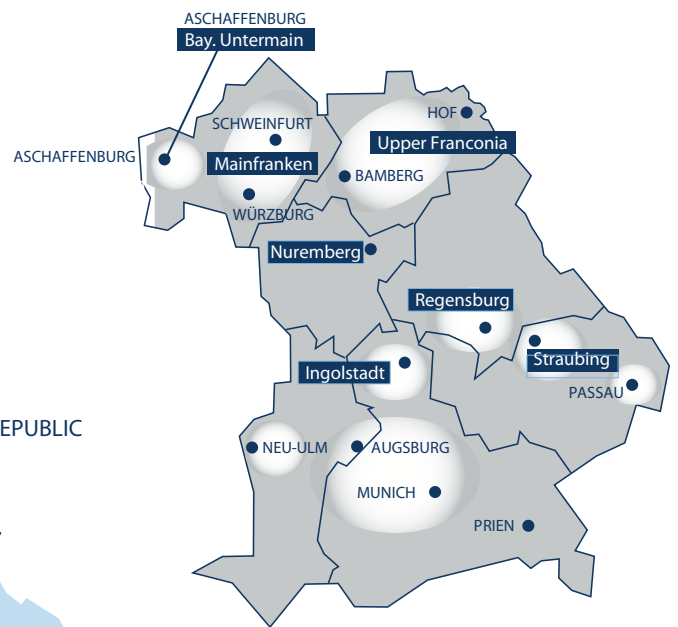 ASCHAFFENBURG
Bay. Untermain
HOF
SCHWEINFURT
Upper Franconia
ASCHAFFENBURG
Mainfranken
BAMBERG
WÜRZBURG
Nuremberg
Regensburg
Straubing
Ingolstadt
PASSAU
EPUBLIC
NEU-ULM
AUGSBURG
MUNICH
PRIEN